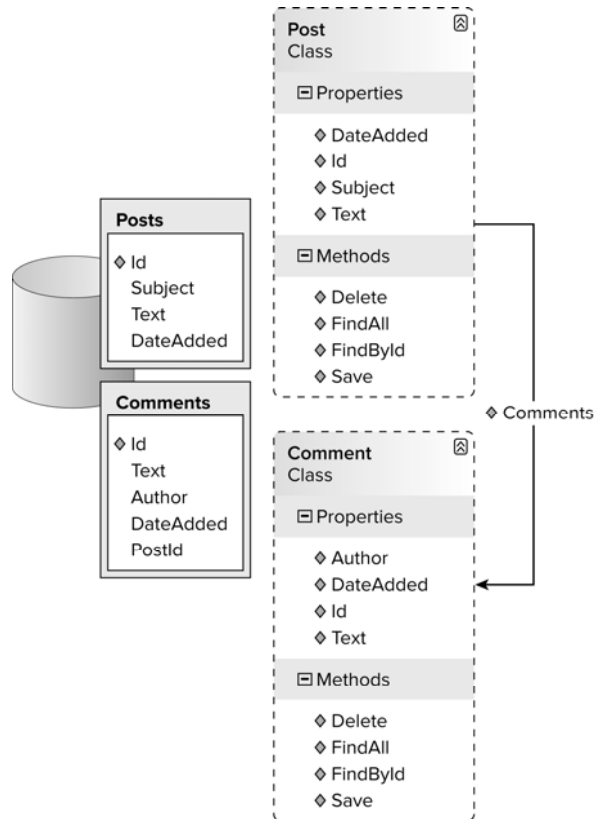 Post
Class
Properties
DateAdded
Id
Subject
Text
Methods
Delete
FindAll
FindById
Save
Posts
Id
Subject
Text
DateAdded
Comments
Id
Text
Author
DateAdded
PostId
Comments
Comment
Class
Properties
Author
DateAdded
Id
Text
Methods
Delete
FindAll
FindById
Save